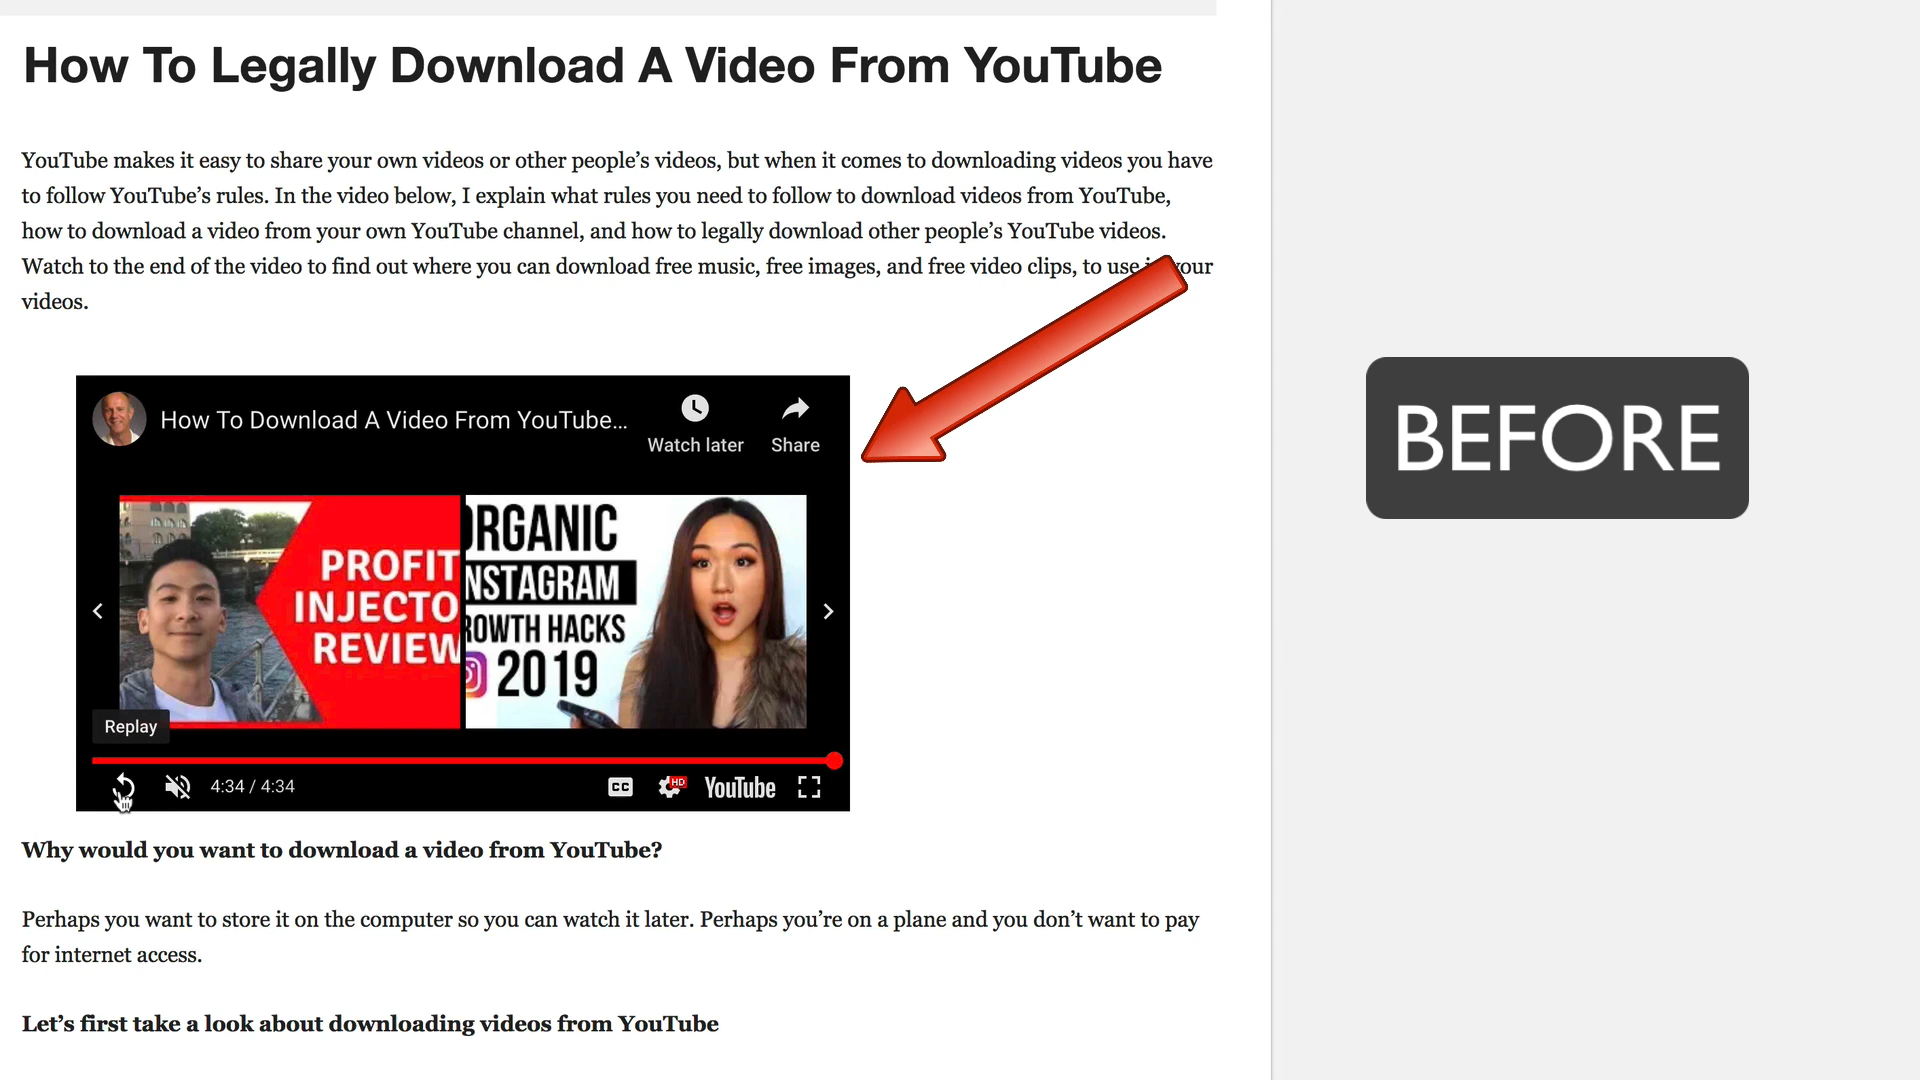 How To Legally Download A Video From YouTube
YouTube makes it easy to share your own videos or other people’s videos, but when it comes to downloading videos you have
to follow YouTube’s rules. In the video below, I explain what rules you need to follow to download videos from YouTube,
how to download a video from your own YouTube channel, and how to legally download other people’s YouTube videos.
Watch to the end of the video to find out where you can download free music, free images, and free video clips, to use your
videos.
BEFORE
How To Download A Video From YouTube...
Watch later
Share
PROFIT
INJECTO
REVIEW
ORGANIC
INSTAGRAM
ROWTH HACKS
2019
Replay
4:34 / 4:34
CC
HD
YouTube
Why would you want to download a video from YouTube?
Perhaps you want to store it on the computer so you can watch it later. Perhaps you’re on a plane and you don’t want to pay
for internet access.
Let’s first take a look about downloading videos from YouTube